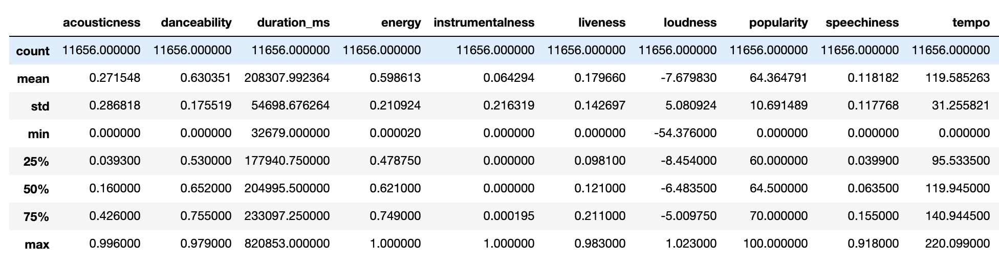 acousticness danceability duration_ms energy instrumentalness liveness loudness popularity speechiness tempo
count 11656.000000 11656.000000 11656.000000 11656.000000 11656.000000 11656.000000 11656.000000 11656.000000 11656.000000 11656.000000
mean 0.271548 0.630351 208307.992364 0.598613 0.064294 0.179660 -7.679830 64.364791 0.118182 119.585263
std 0.286818 0.175519 54698.676264 0.210924 0.216319 0.142697 5.080924 10.691489 0.117768 31.255821
min 0.000000 0.000000 32679.000000 0.000020 0.000000 0.000000 -54.376000 0.000000 0.000000 0.000000
25% 0.039300 0.530000 177940.750000 0.478750 0.000000 0.098100 -8.454000 60.000000 0.039900 95.533500
50% 0.160000 0.652000 204995.500000 0.621000 0.000000 0.121000 -6.483500 64.500000 0.063500 119.945000
75% 0.426000 0.755000 233097.250000 0.749000 0.000195 0.211000 -5.009750 70.000000 0.155000 140.944500
max 0.996000 0.979000 820853.000000 1.000000 1.000000 0.983000 1.023000 100.000000 0.918000 220.099000